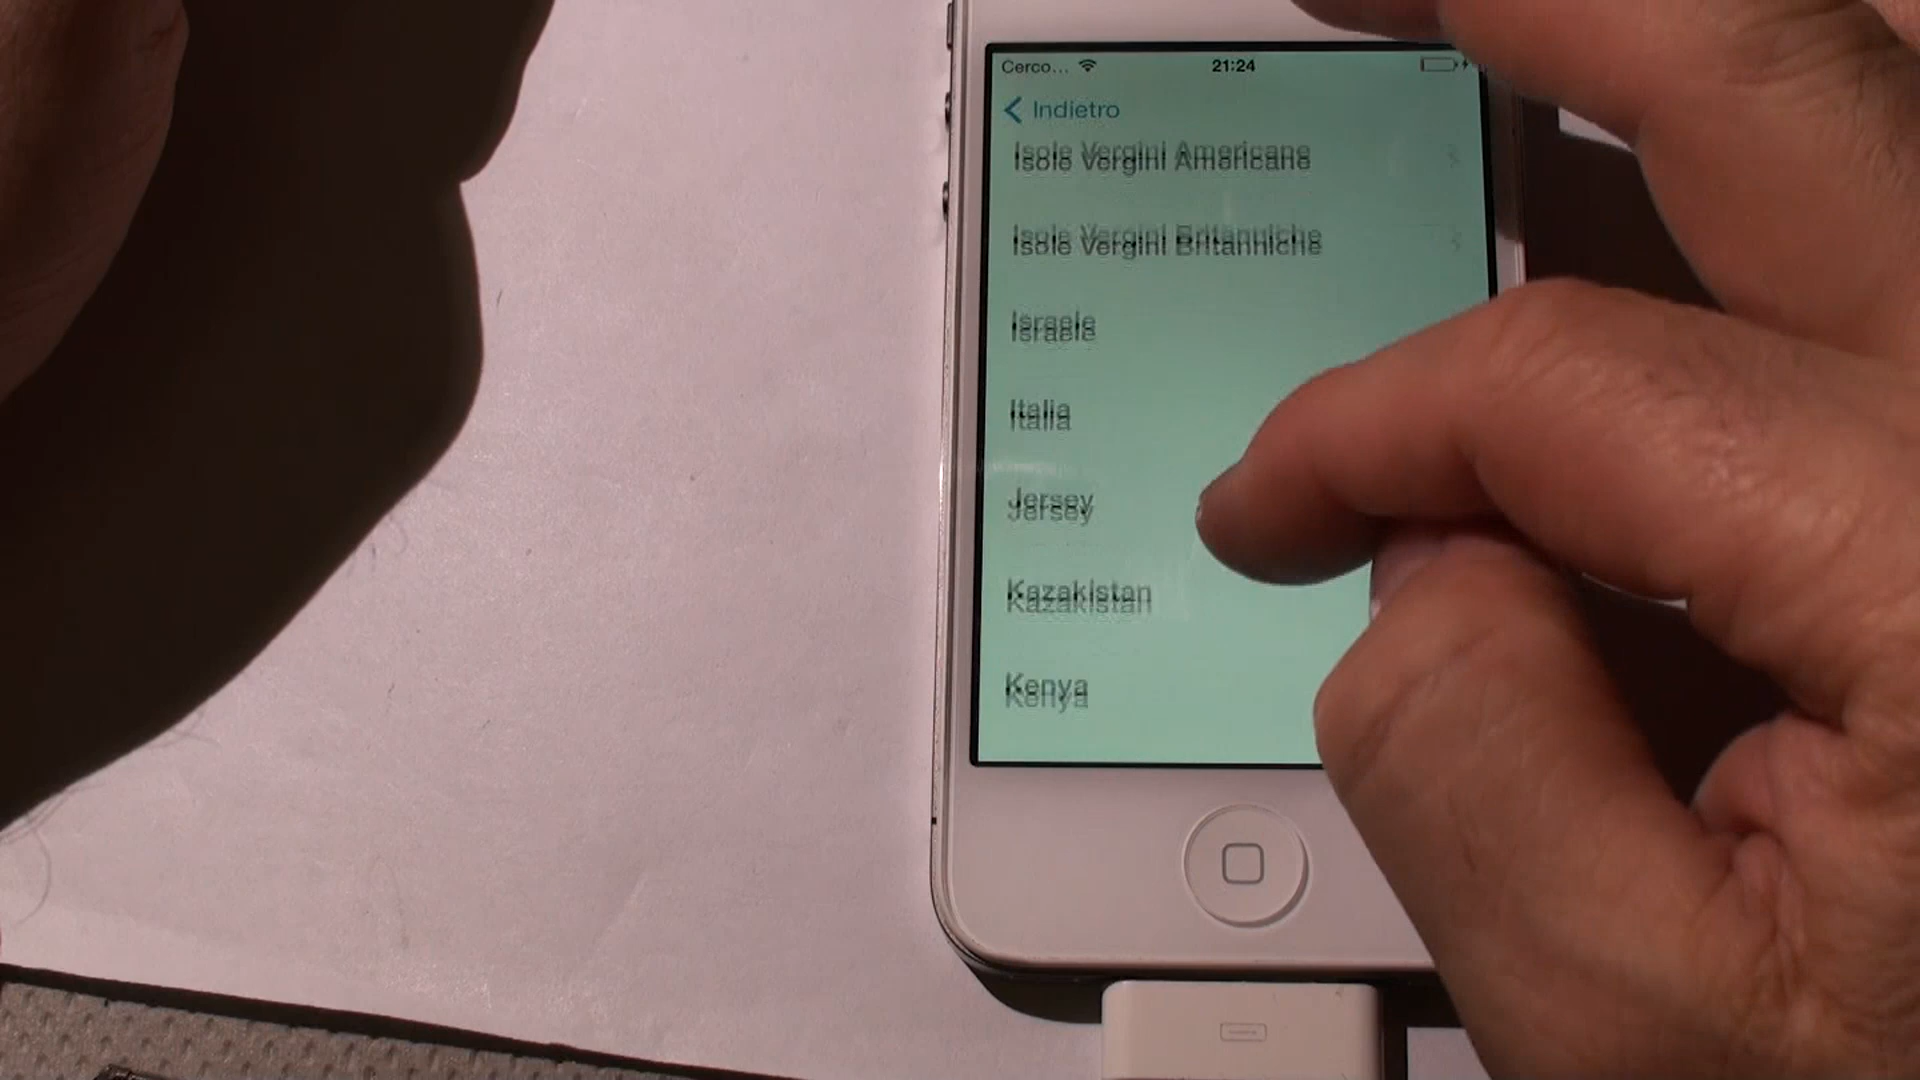 Cerco... 21:24
Indietro
Isole Vergini Americane
Isole Vergini Britanniche
Israele
Italia
Jersey
Kazakistan
Kenya